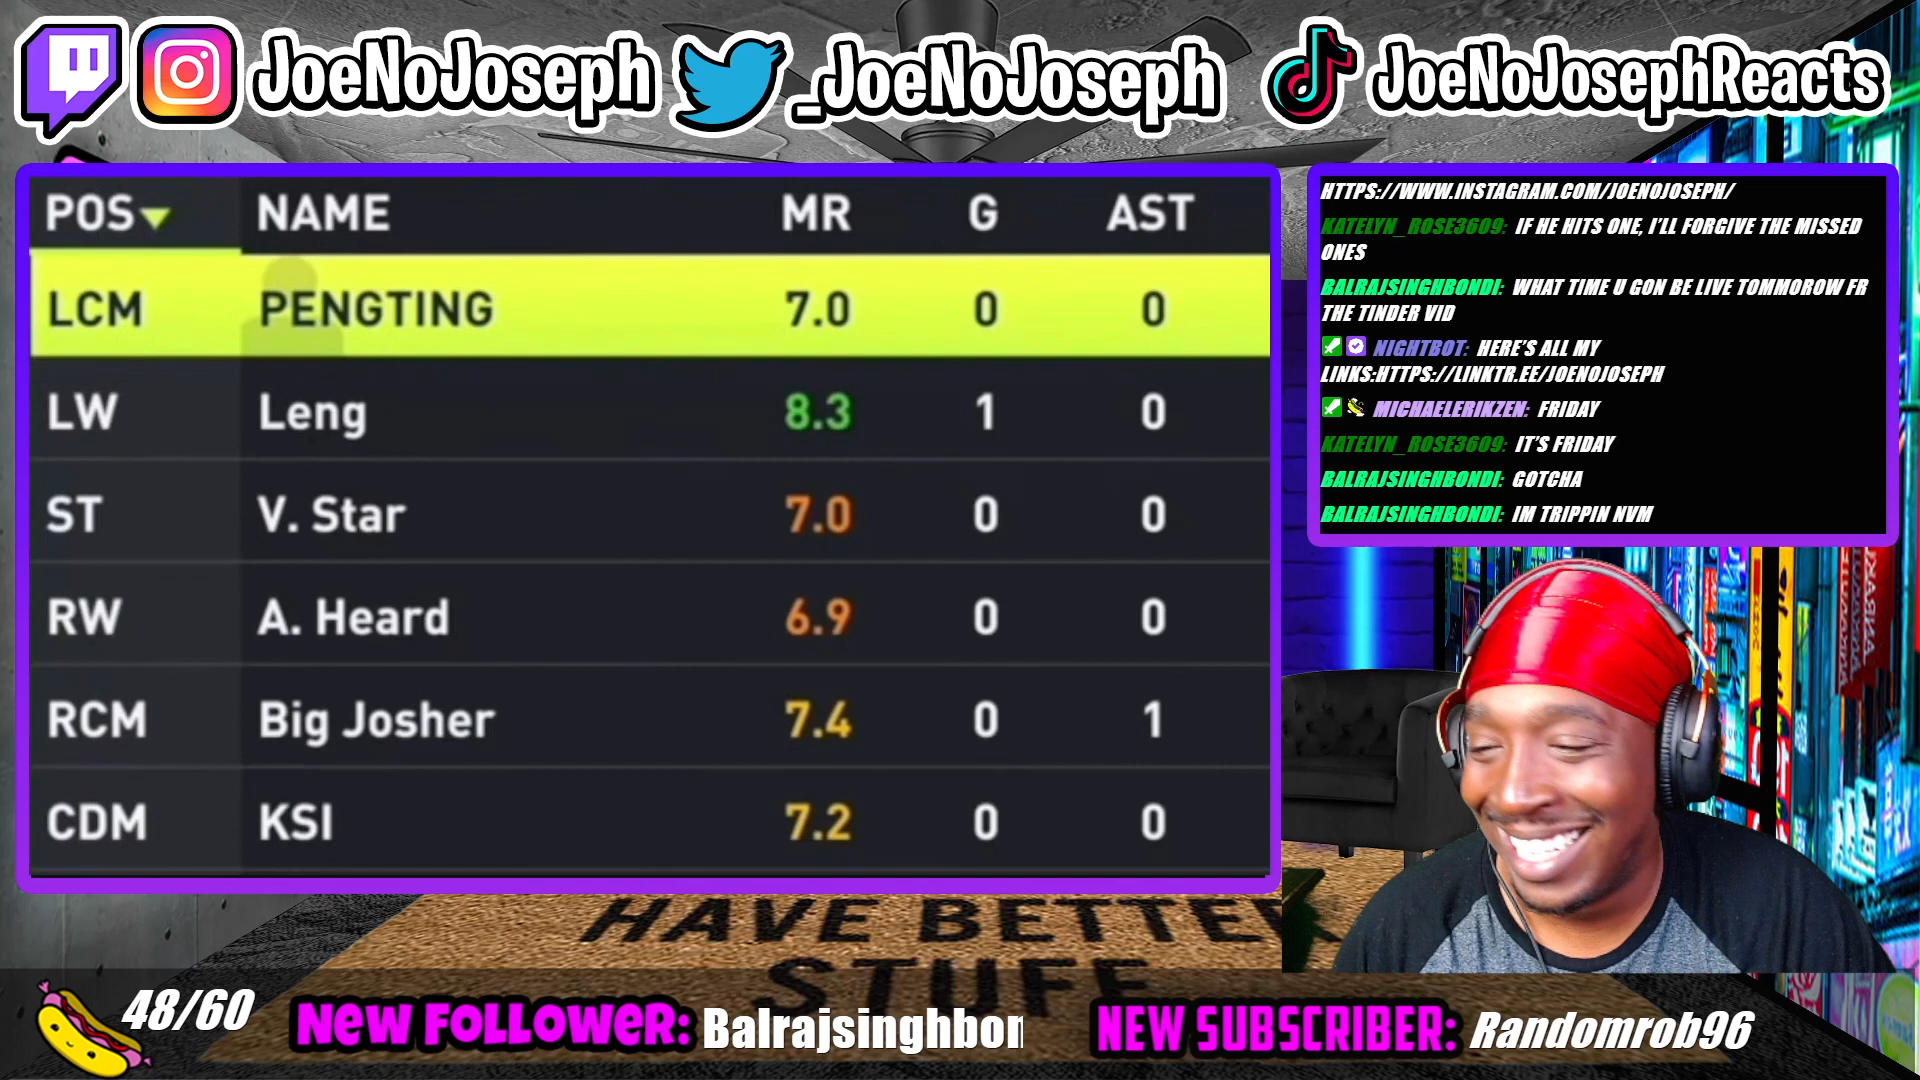 JoeNoJoseph _JoeNoJoseph JoeNoJosephReacts
POS NAME MR G AST
LCM PENGTING 7.0 0 0
LW Leng 8.3 1 0
ST V. Star 7.0 0 0
RW A. Heard 6.9 0 0
RCM Big Josher 7.4 0 1
CDM KSI 7.2 0 0
HTTPS://WWW.INSTAGRAM.COM/JOENOJOSEPH/
KATELYN_ROSE3609: IF HE HITS ONE, I'LL FORGIVE THE MISSED
ONES
BALRAJSINGHBONDI: WHAT TIME U GON BE LIVE TOMMOROW FR
THE TINDER VID
NIGHTBOT: HERE'S ALL MY
LINKS:HTTPS://LINKTR.EE/JOENOJOSEPH
MICHAELERIKZEN: FRIDAY
KATELYN_ROSE3609: IT'S FRIDAY
BALRAJSINGHBONDI: GOTCHA
BALRAJSINGHBONDI: IM TRIPPIN NVM
HAVE BETTER
STUFF
48/60 NEW FOLLOWER: Balrajsinghbon NEW SUBSCRIBER: Randomrob96